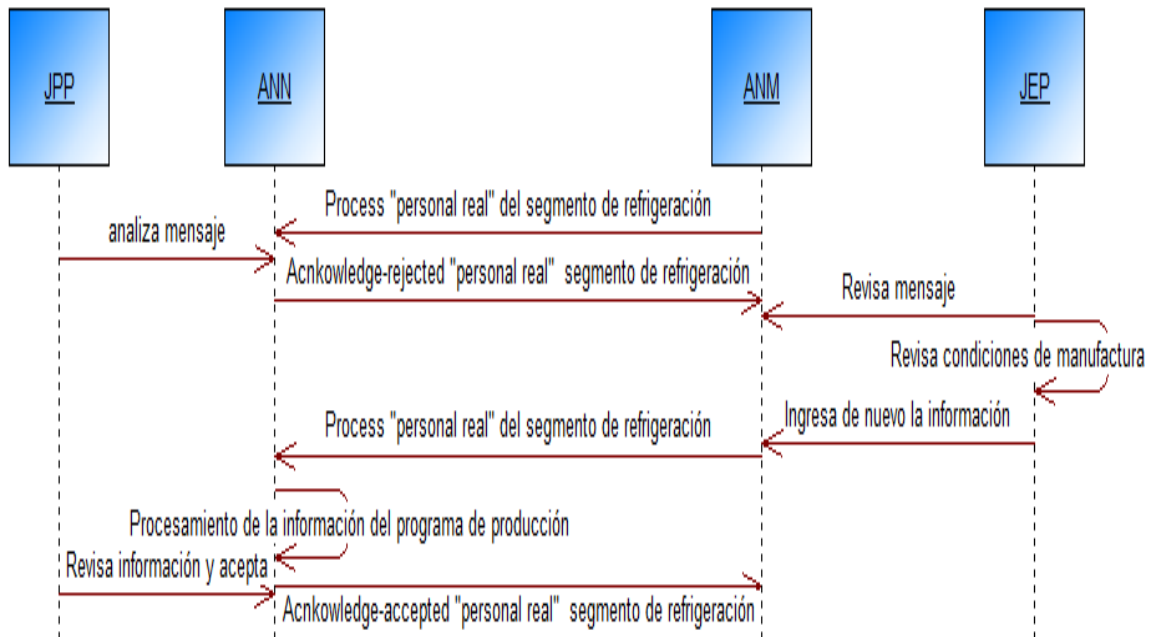 JPP
ANN
ANM
JEP
Process "personal real" del segmento de refrigeración
analiza mensaje
Acnkowledge-rejected "personal real" segmento de refrigeración
Revisa mensaje
Revisa condiciones de manufactura
Ingresa de nuevo la información
Process "personal real" del segmento de refrigeración
Procesamiento de la información del programa de producción
Revisa información y acepta
Acnkowledge-accepted "personal real" segmento de refrigeración